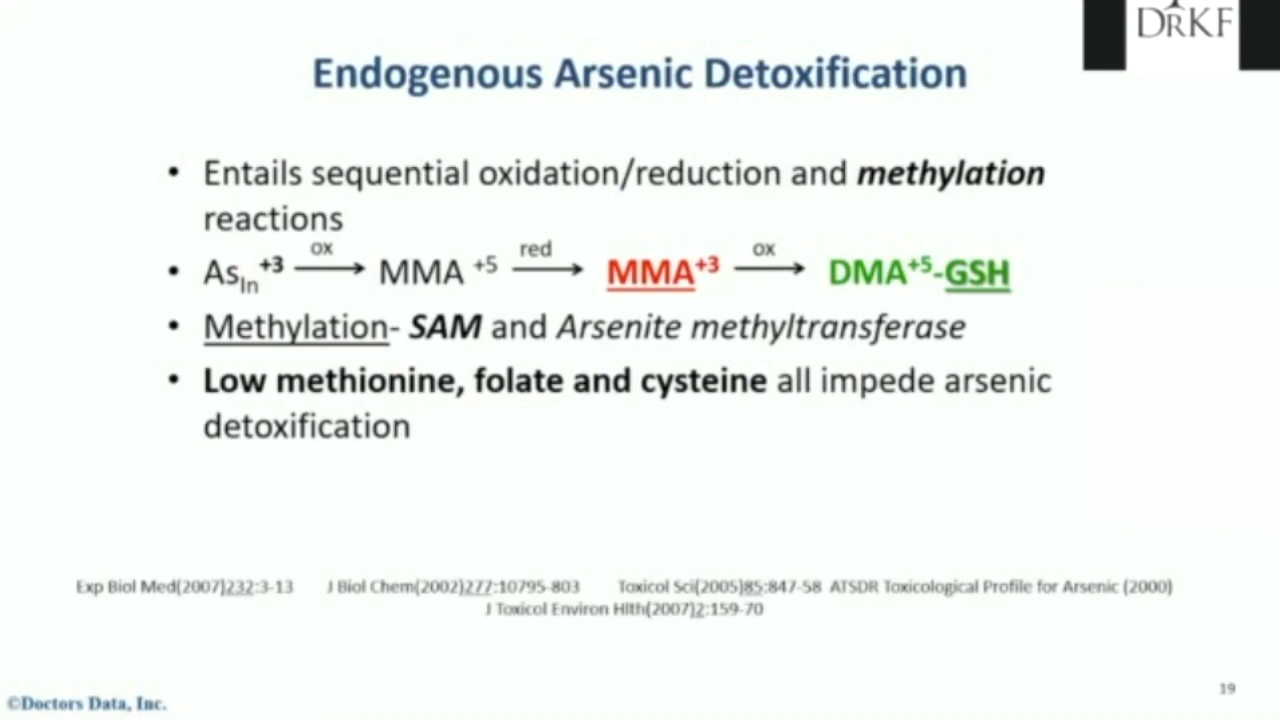 DRKF
Endogenous Arsenic Detoxification
• Entails sequential oxidation/reduction and methylation
reactions
• As In +3 ox → MMA +5 red → MMA+3 ox → DMA+5-GSH
• Methylation- SAM and Arsenite methyltransferase
• Low methionine, folate and cysteine all impede arsenic
detoxification
Exp Biol Med(2007)232:3-13 J Biol Chem(2002)277:10795-803 Toxicol Sci(2005)85:847-58 ATSDR Toxicological Profile for Arsenic (2000)
J Toxicol Environ Hlth(2007)2:159-70
19
©Doctors Data, Inc.